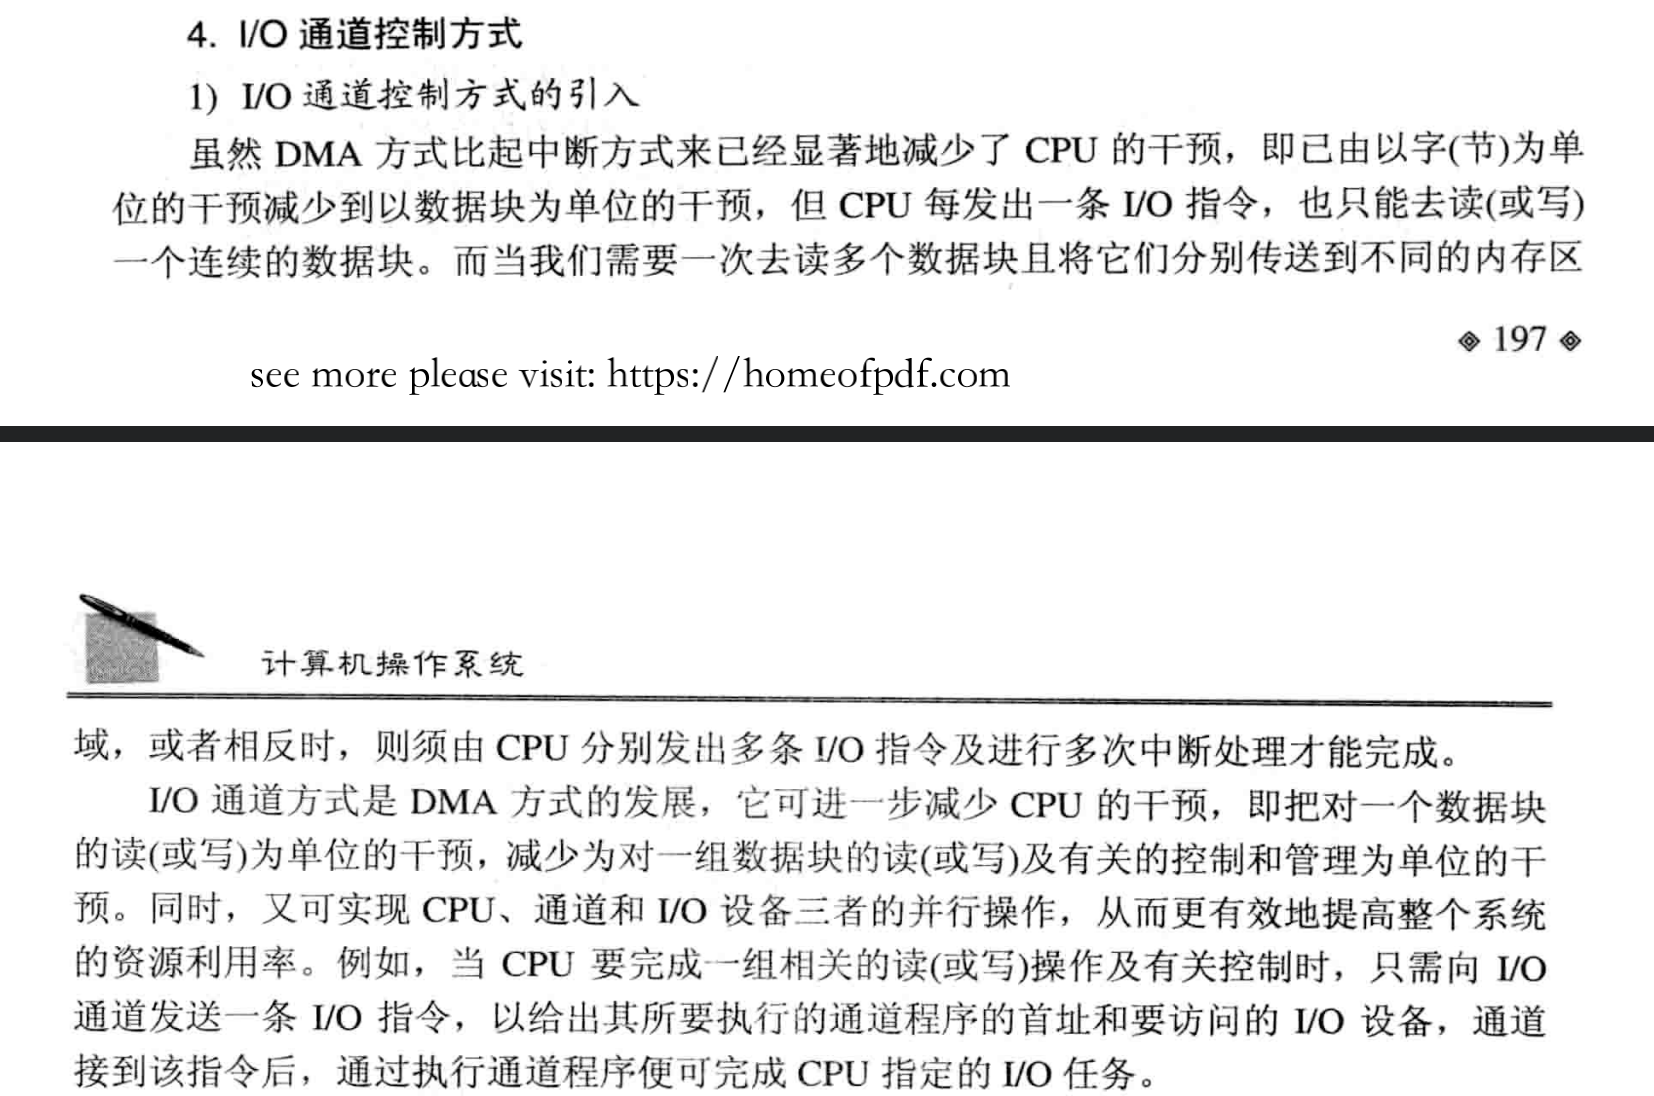 4. I/O 通道控制方式
1) I/O 通道控制方式的引入
虽然 DMA 方式比起中断方式来已经显著地减少了 CPU 的干预，即已由以字(节)为单
位的干预减少到以数据块为单位的干预，但 CPU 每发出一条 I/O 指令，也只能去读(或写)
一个连续的数据块。而当我们需要一次去读多个数据块且将它们分别传送到不同的内存区
◈ 197 ◈
see more please visit: https://homeofpdf.com
计算机操作系统
域，或者相反时，则须由 CPU 分别发出多条 I/O 指令及进行多次中断处理才能完成。
I/O 通道方式是 DMA 方式的发展，它可进一步减少 CPU 的干预，即把对一个数据块
的读(或写)为单位的干预，减少为对一组数据块的读(或写)及有关的控制和管理为单位的干
预。同时，又可实现 CPU、通道和 I/O 设备三者的并行操作，从而更有效地提高整个系统
的资源利用率。例如，当 CPU 要完成一组相关的读(或写)操作及有关控制时，只需向 I/O
通道发送一条 I/O 指令，以给出其所要执行的通道程序的首址和要访问的 I/O 设备，通道
接到该指令后，通过执行通道程序便可完成 CPU 指定的 I/O 任务。